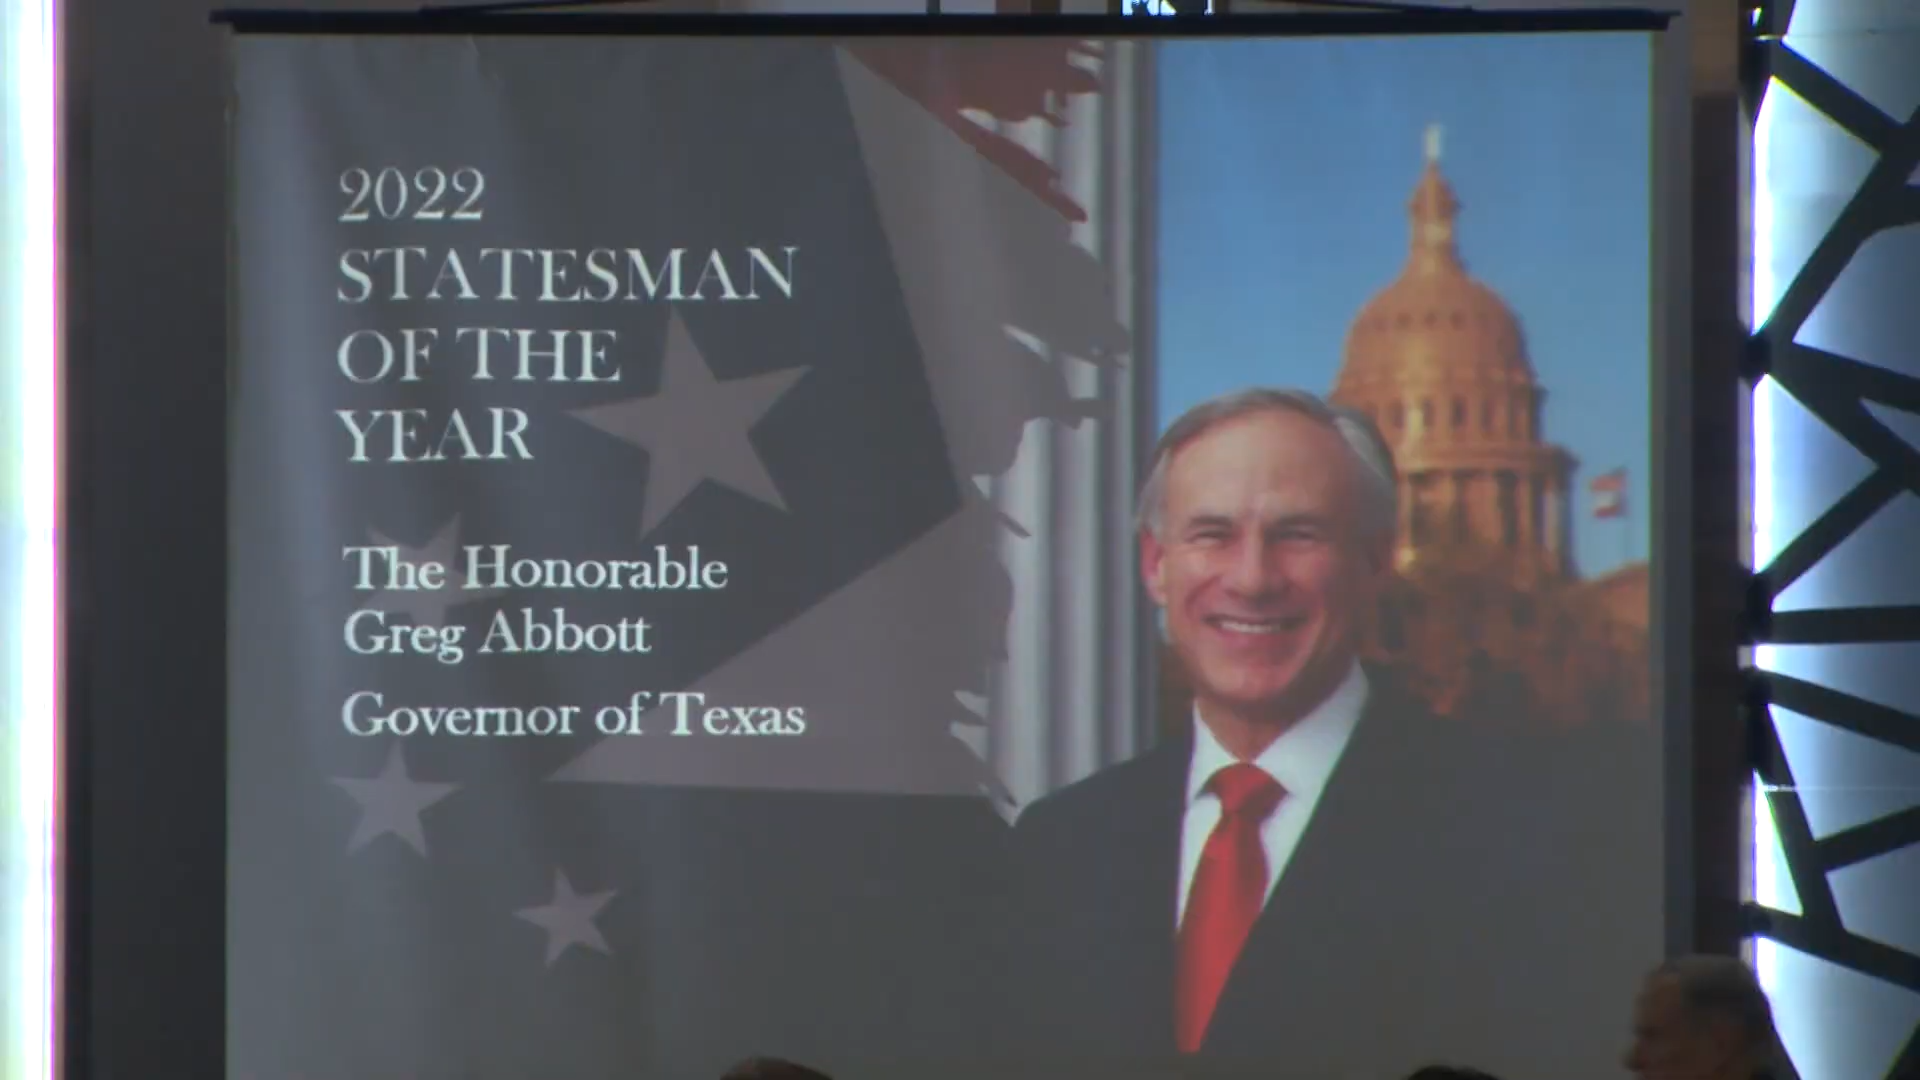 2022
STATESMAN
OF THE
YEAR
The Honorable
Greg Abbott
Governor of Texas